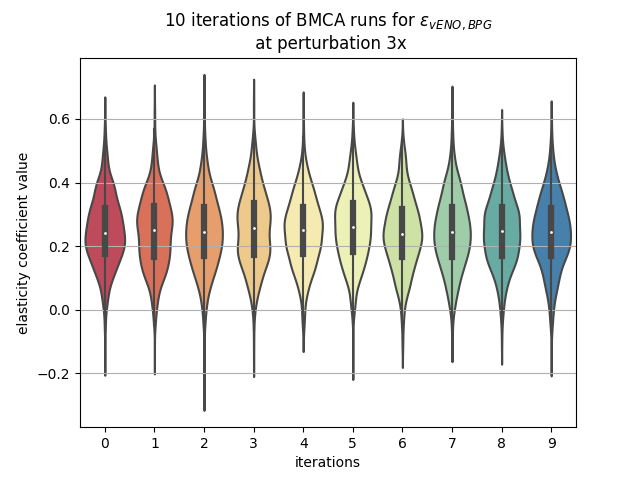 10 iterations of BMCA runs for ε_{vENO, BPG}
at perturbation 3x
elasticity coefficient value
0.6
0.4
0.2
0.0
−0.2
0 1 2 3 4 5 6 7 8 9
iterations